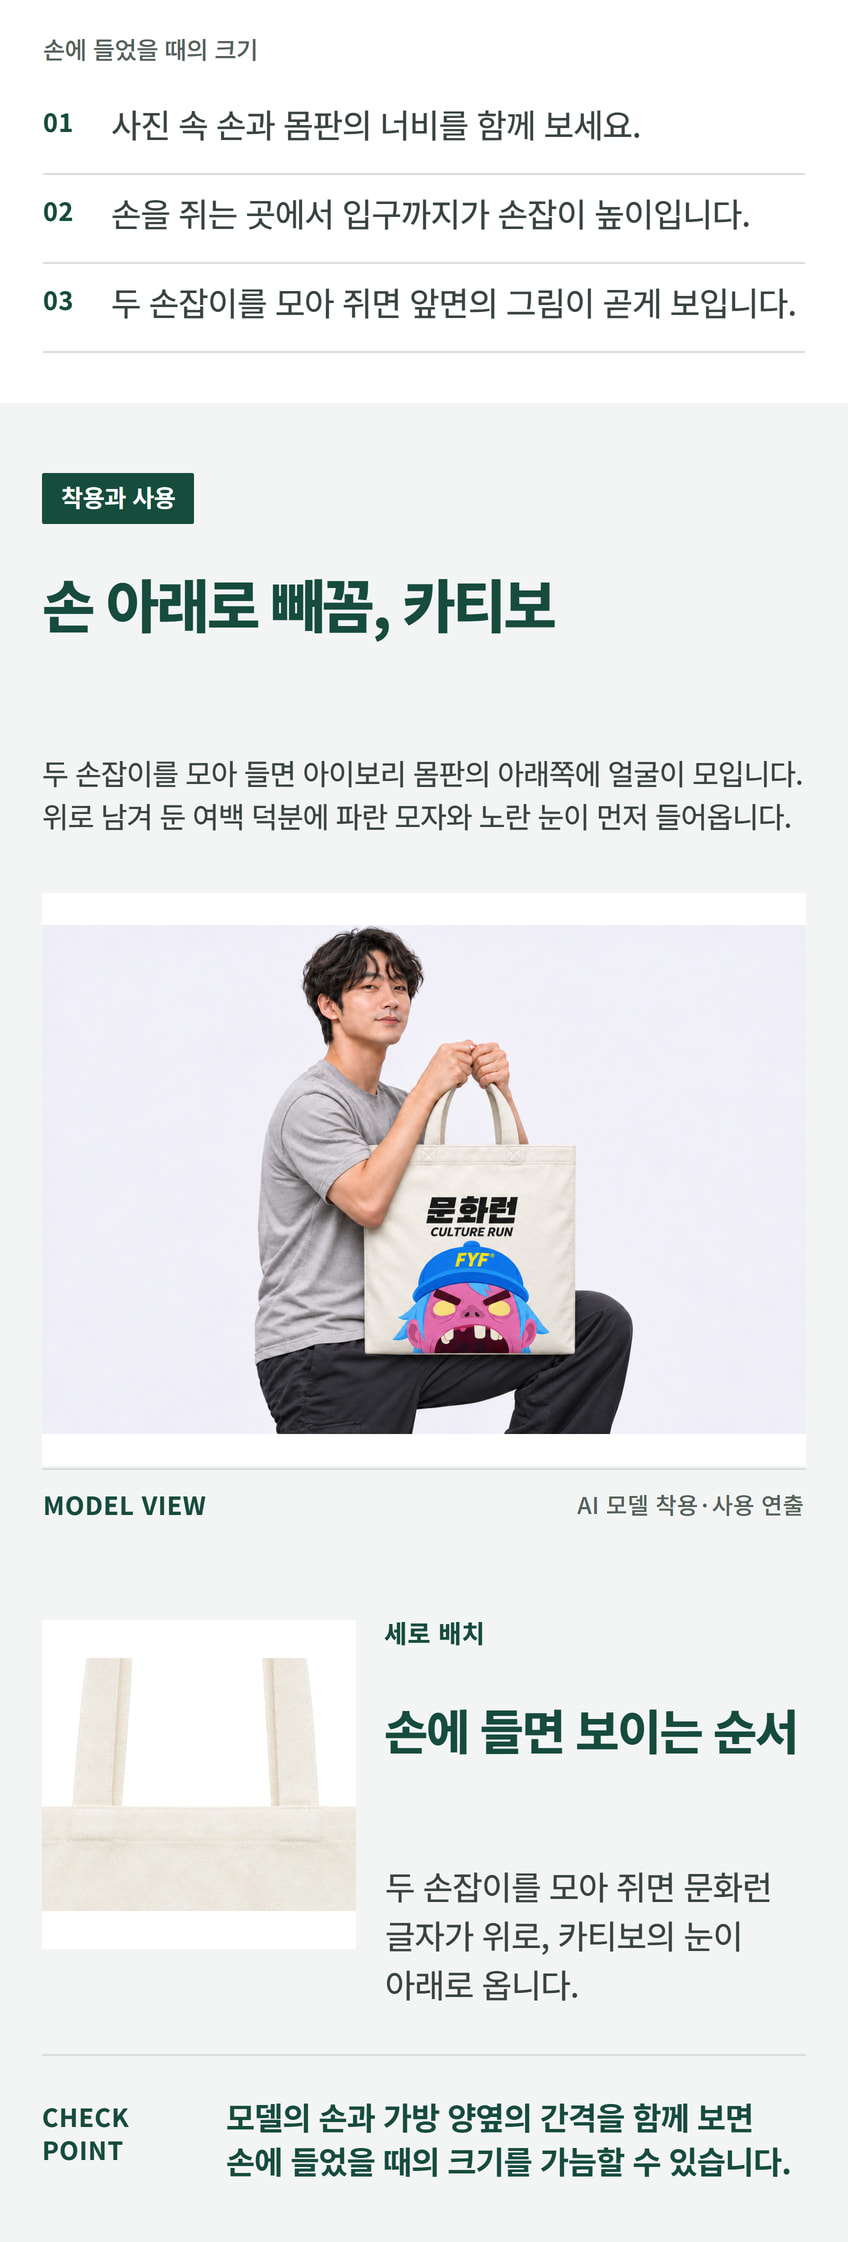 손에 들었을 때의 크기
01 사진 속 손과 몸판의 너비를 함께 보세요.
02 손을 쥐는 곳에서 입구까지가 손잡이 높이입니다.
03 두 손잡이를 모아 쥐면 앞면의 그림이 곧게 보입니다.
착용과 사용
손 아래로 빼꼼, 카티보
두 손잡이를 모아 들면 아이보리 몸판의 아래쪽에 얼굴이 모입니다.
위로 남겨 둔 여백 덕분에 파란 모자와 노란 눈이 먼저 들어옵니다.
문화런
CULTURE RUN
FYF®
MODEL VIEW
AI 모델 착용·사용 연출
세로 배치
손에 들면 보이는 순서
두 손잡이를 모아 쥐면 문화런
글자가 위로, 카티보의 눈이
아래로 옵니다.
CHECK
POINT
모델의 손과 가방 양옆의 간격을 함께 보면
손에 들었을 때의 크기를 가늠할 수 있습니다.